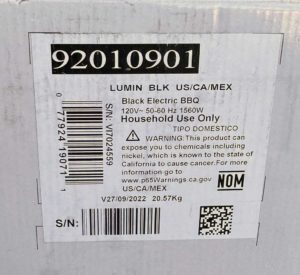 92010901
LUMIN BLK US/CA/MEX
Black Electric BBQ
120V~ 50-60 Hz 1560W
Household Use Only
TIPO DOMESTICO
WARNING: This product can
expose you to chemicals including
nickel, which is known to the state of
California to cause cancer. For more
information go to
www.p65Warnings.ca.gov
NOM
US/CA/MEX
V27/09/2022 20.57Kg
S/N:
S/N: VT024559